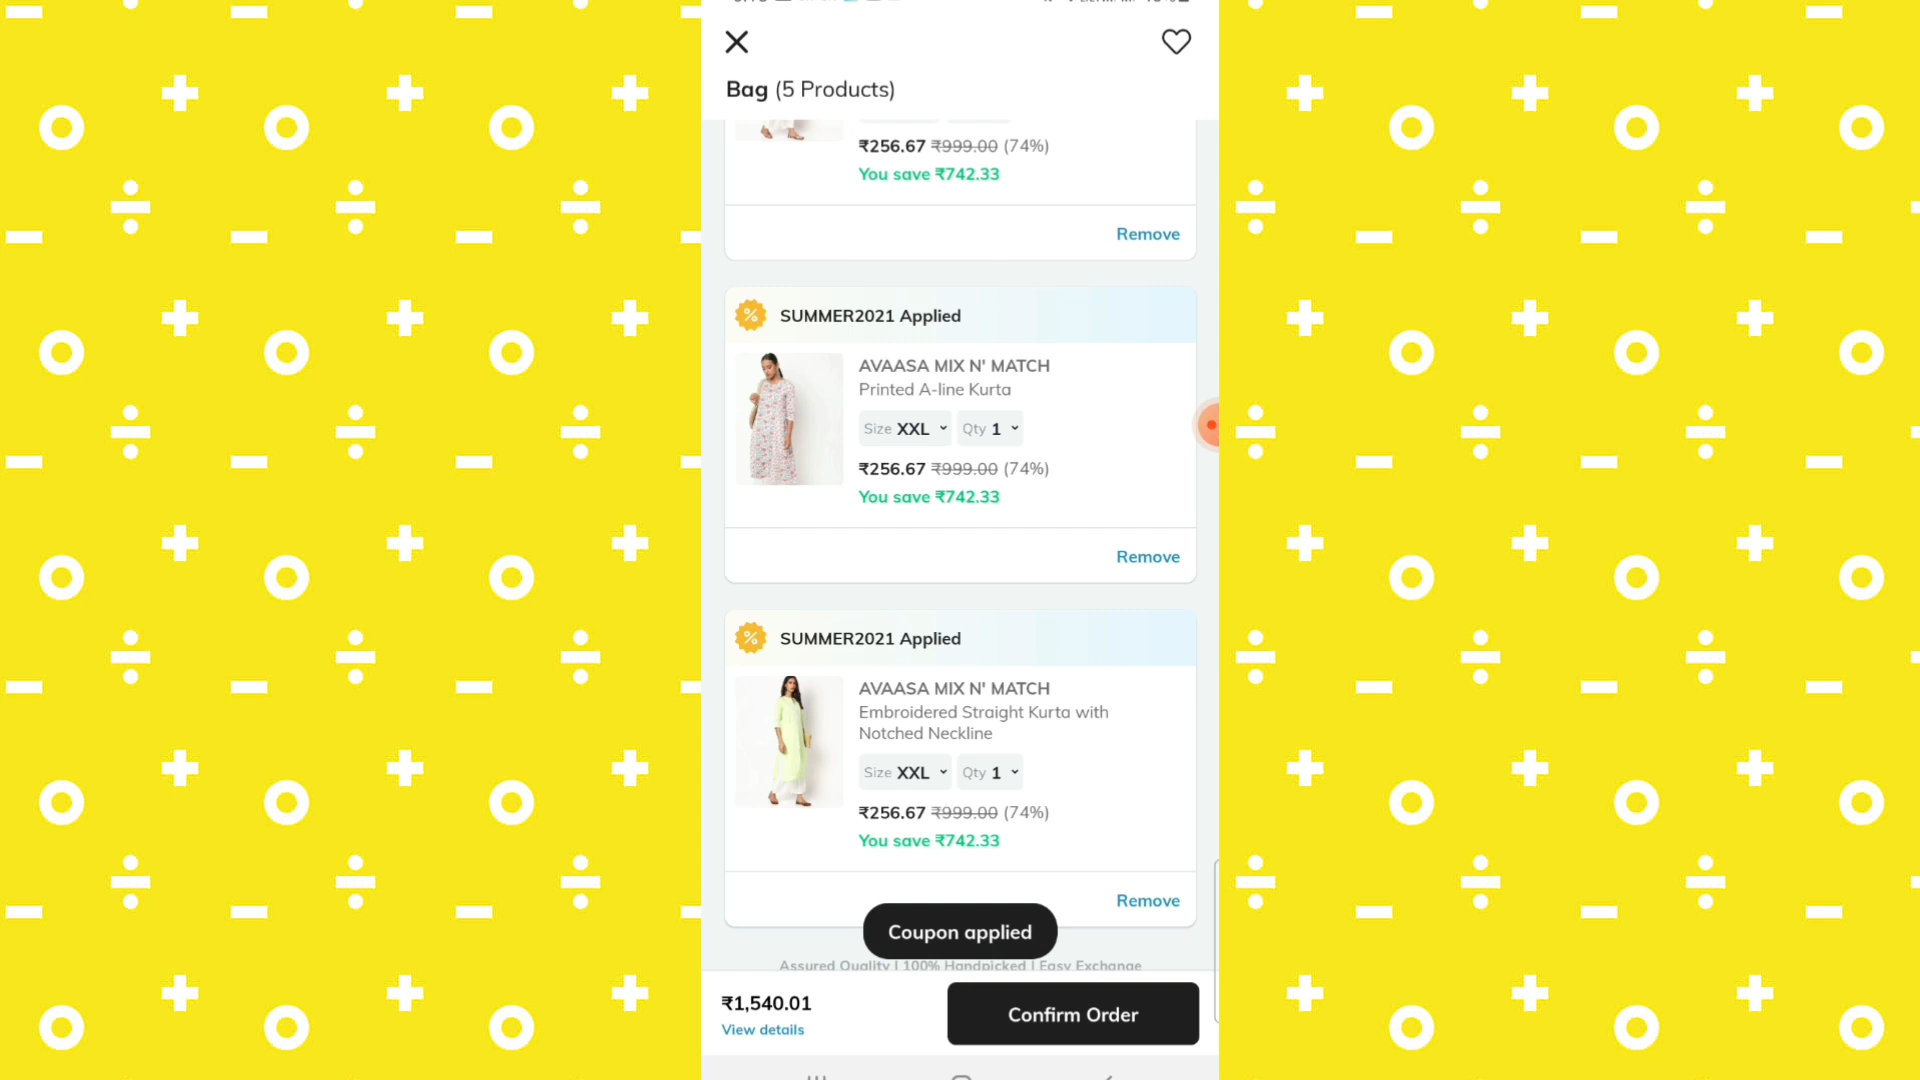 Bag (5 Products)
₹256.67 ₹999.00 (74%)
You save ₹742.33
Remove
SUMMER2021 Applied
AVAASA MIX N' MATCH
Printed A-line Kurta
Size XXL Qty 1
₹256.67 ₹999.00 (74%)
You save ₹742.33
Remove
SUMMER2021 Applied
AVAASA MIX N' MATCH
Embroidered Straight Kurta with
Notched Neckline
Size XXL Qty 1
₹256.67 ₹999.00 (74%)
You save ₹742.33
Remove
Coupon applied
Assured Quality | 100% Handpicked | Easy Exchange
₹1,540.01
View details
Confirm Order